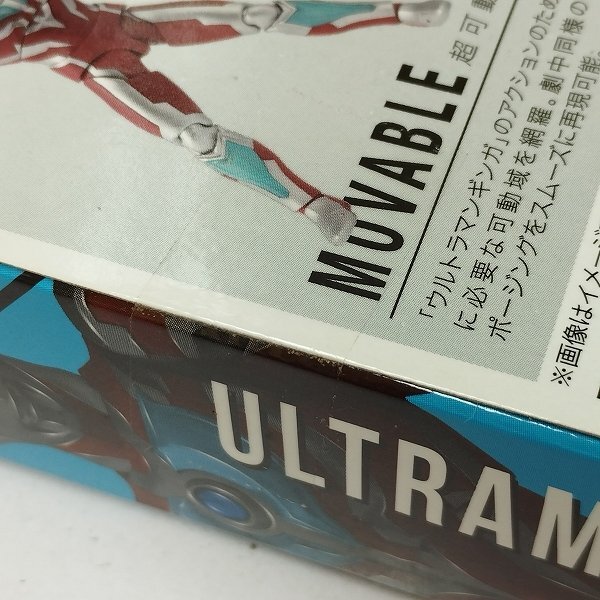 MOVABLE 超可動
「ウルトラマンギンガ」のアクションのため
に必要な可動域を網羅。劇中同様の
ポージングをスムーズに再現可能。
※画像はイメージ
ULTRAM